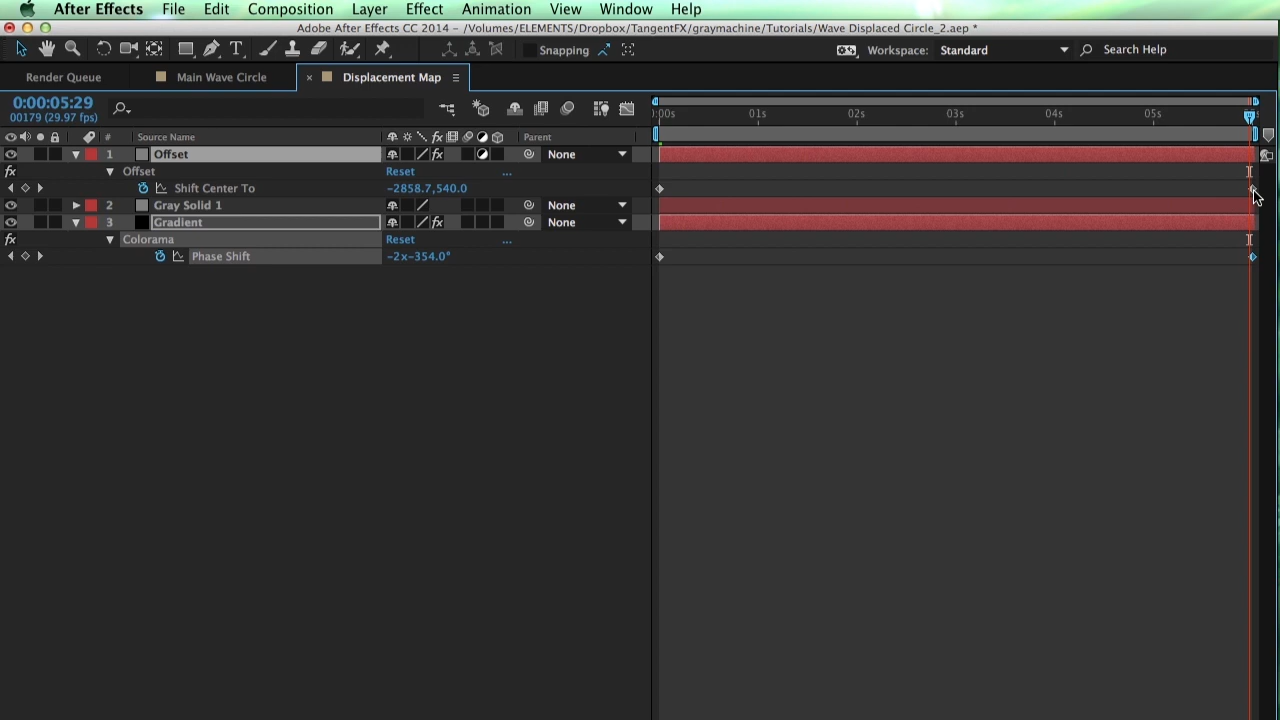 After Effects File Edit Composition Layer Effect Animation View Window Help
Adobe After Effects CC 2014 – /Volumes/ELEMENTS/Dropbox/TangentFX/graymachine/Tutorials/Wave Displaced Circle_2.aep *
Snapping Workspace: Standard Search Help
Render Queue Main Wave Circle × Displacement Map
0:00:05:29
00179 (29.97 fps)
:00s 01s 02s 03s 04s 05s
# Source Name fx Parent
1 Offset fx None
fx Offset Reset ...
Shift Center To -2858.7,540.0
2 Gray Solid 1 None
3 Gradient fx None
fx Colorama Reset ...
Phase Shift -2x-354.0°